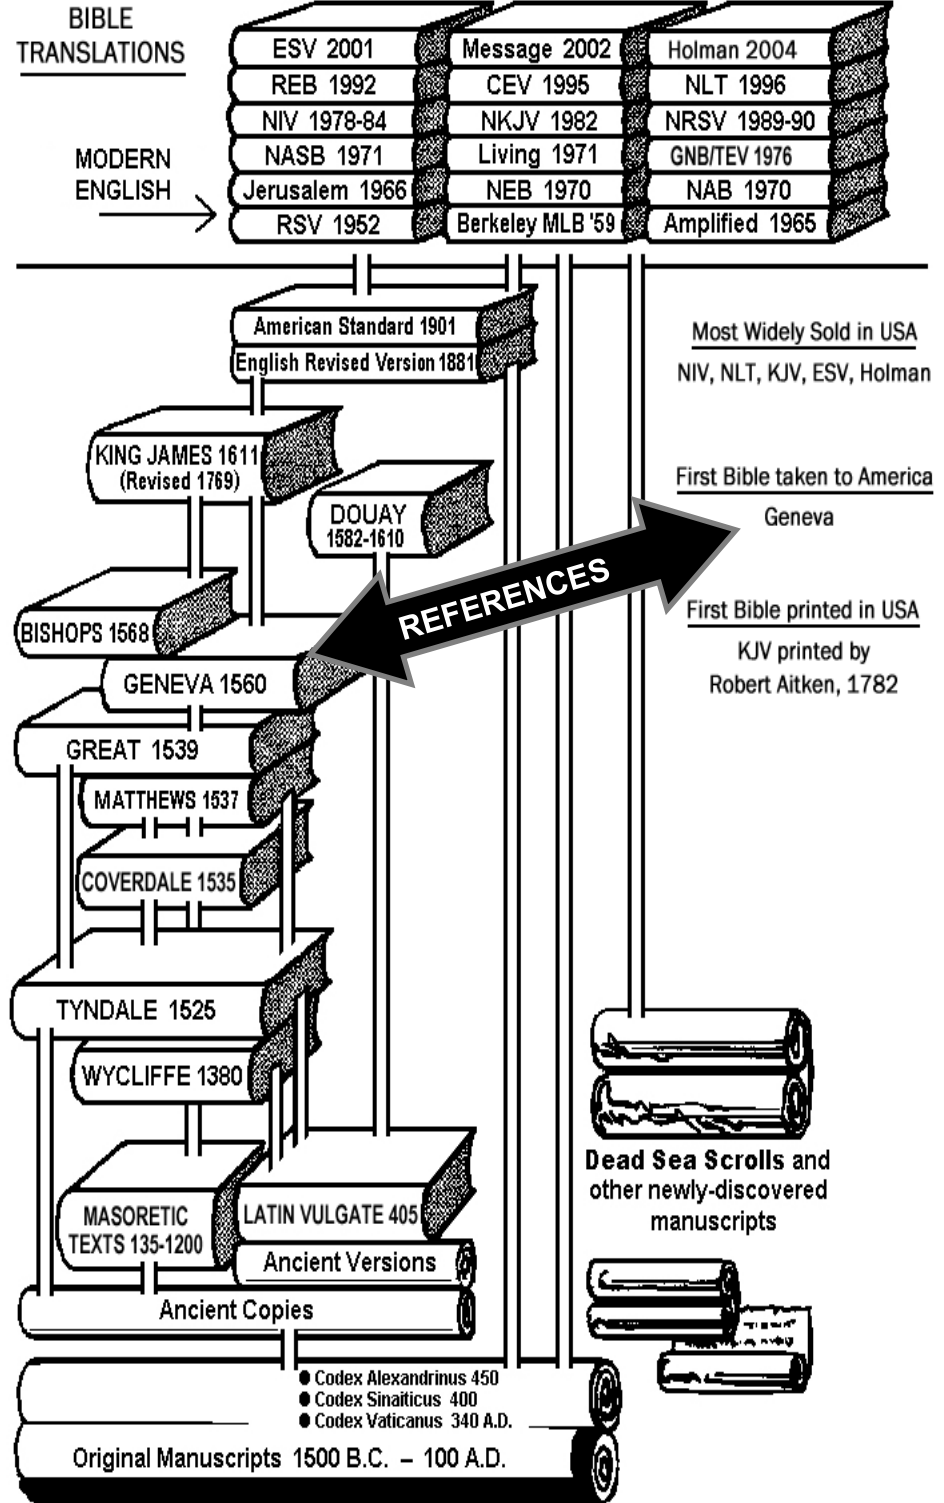 BIBLE
TRANSLATIONS
ESV 2001
Message 2002
Holman 2004
REB 1992
CEV 1995
NLT 1996
NIV 1978-84
NKJV 1982
NRSV 1989-90
NASB 1971
Living 1971
GNB/TEV 1976
MODERN
ENGLISH
Jerusalem 1966
NEB 1970
NAB 1970
RSV 1952
Berkeley MLB '59
Amplified 1965
American Standard 1901
English Revised Version 1881
Most Widely Sold in USA
NIV, NLT, KJV, ESV, Holman
KING JAMES 1611
(Revised 1769)
DOUAY
1582-1610
First Bible taken to America
Geneva
REFERENCES
First Bible printed in USA
KJV printed by
Robert Aitken, 1782
BISHOPS 1568
GENEVA 1560
GREAT 1539
MATTHEWS 1537
COVERDALE 1535
TYNDALE 1525
WYCLIFFE 1380
Dead Sea Scrolls and
other newly-discovered
manuscripts
MASORETIC
TEXTS 135-1200
LATIN VULGATE 405
Ancient Versions
Ancient Copies
● Codex Alexandrinus 450
● Codex Sinaiticus 400
● Codex Vaticanus 340 A.D.
Original Manuscripts 1500 B.C. – 100 A.D.